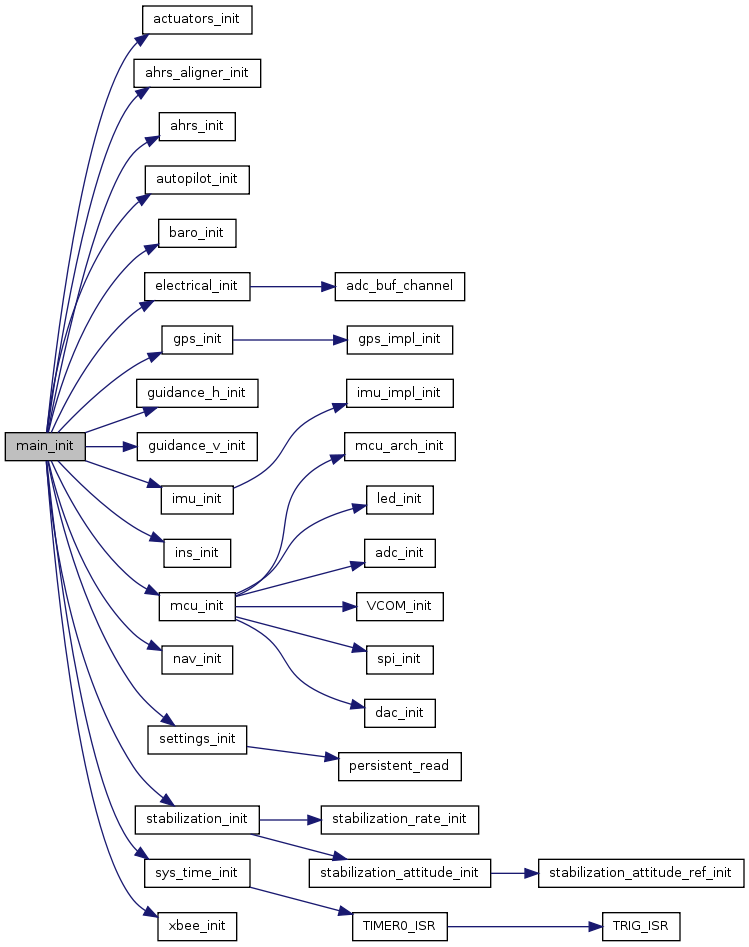 actuators_init
ahrs_aligner_init
ahrs_init
autopilot_init
baro_init
electrical_init
adc_buf_channel
gps_init
gps_impl_init
guidance_h_init
imu_impl_init
main_init
guidance_v_init
mcu_arch_init
imu_init
led_init
ins_init
adc_init
mcu_init
VCOM_init
nav_init
spi_init
dac_init
settings_init
persistent_read
stabilization_init
stabilization_rate_init
sys_time_init
stabilization_attitude_init
stabilization_attitude_ref_init
xbee_init
TIMER0_ISR
TRIG_ISR